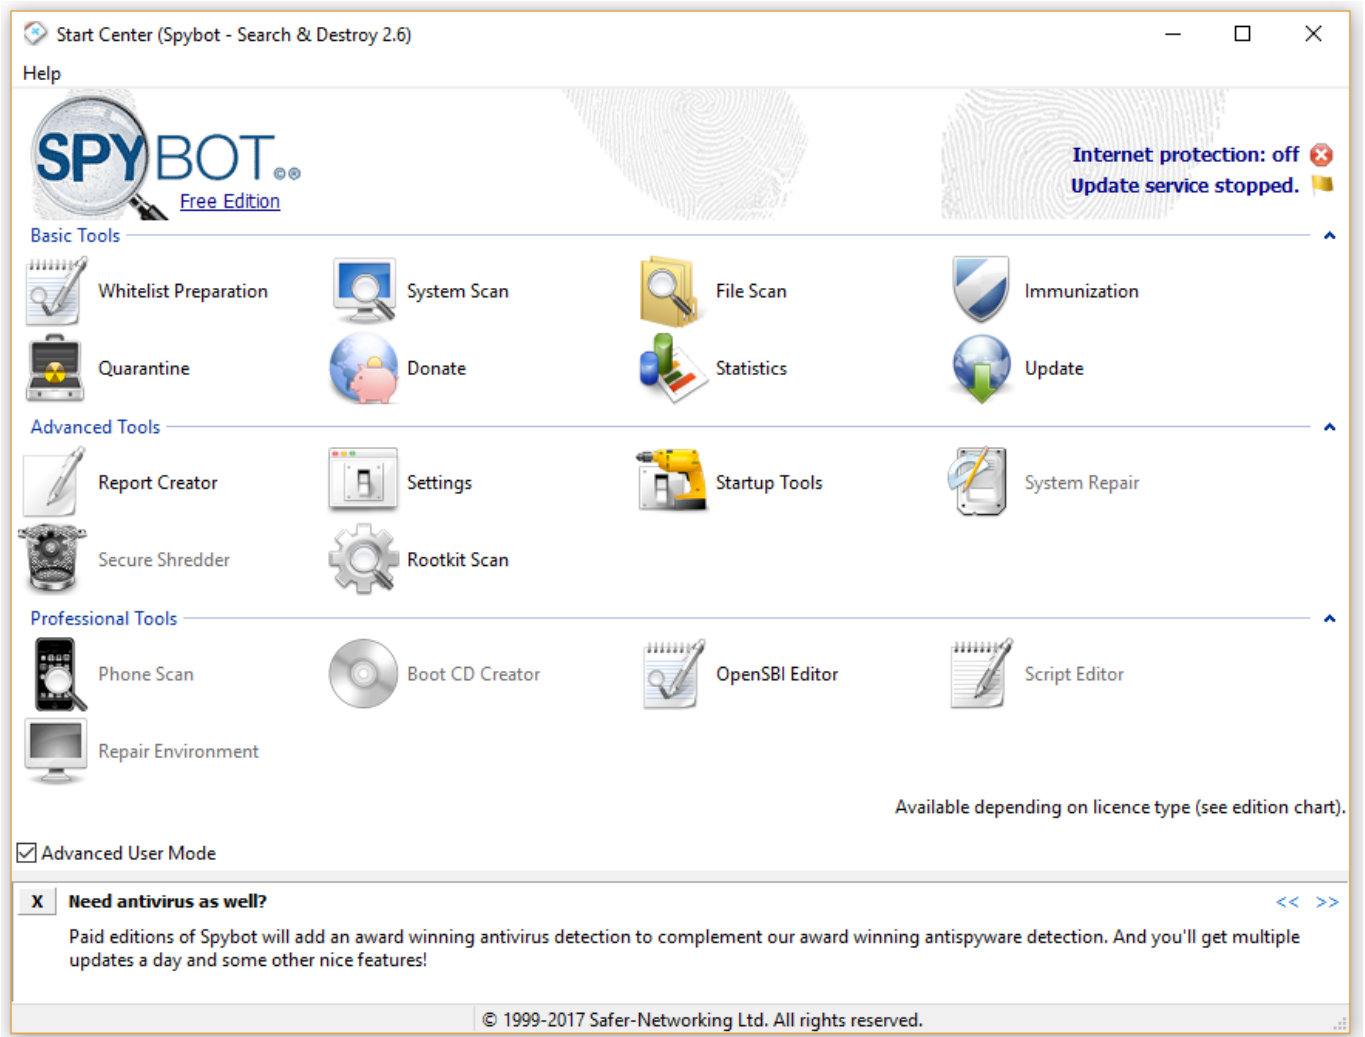 Start Center (Spybot - Search & Destroy 2.6)
Help
SPYBOT
Free Edition
Internet protection: off
Update service stopped.
Basic Tools
Whitelist Preparation
System Scan
File Scan
Immunization
Quarantine
Donate
Statistics
Update
Advanced Tools
Report Creator
Settings
Startup Tools
System Repair
Secure Shredder
Rootkit Scan
Professional Tools
Phone Scan
Boot CD Creator
OpenSBI Editor
Script Editor
Repair Environment
Available depending on licence type (see edition chart).
Advanced User Mode
X Need antivirus as well? << >>
Paid editions of Spybot will add an award winning antivirus detection to complement our award winning antispyware detection. And you'll get multiple
updates a day and some other nice features!
© 1999-2017 Safer-Networking Ltd. All rights reserved.